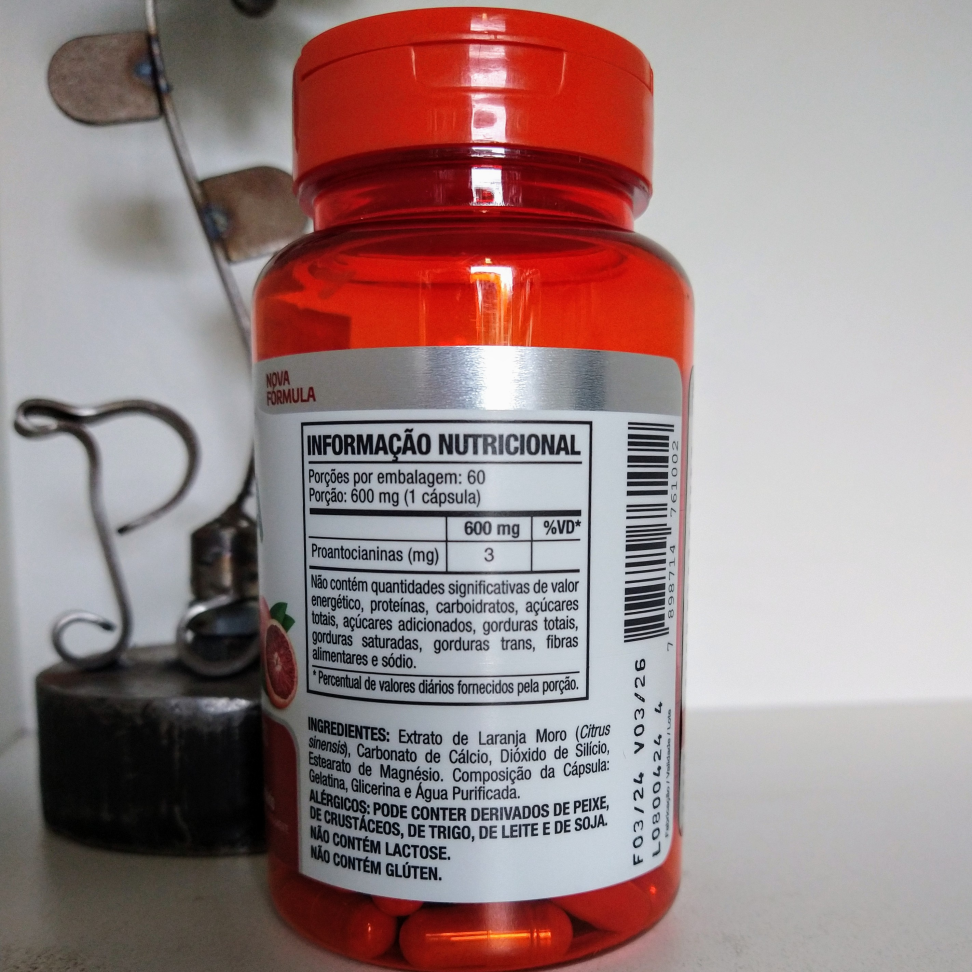 NOVA
FÓRMULA
INFORMAÇÃO NUTRICIONAL
Porções por embalagem: 60
Porção: 600 mg (1 cápsula)
600 mg %VD*
Proantocianinas (mg) 3
Não contém quantidades significativas de valor
energético, proteínas, carboidratos, açúcares
totais, açúcares adicionados, gorduras totais,
gorduras saturadas, gorduras trans, fibras
alimentares e sódio.
* Percentual de valores diários fornecidos pela porção.
INGREDIENTES: Extrato de Laranja Moro (Citrus
sinensis), Carbonato de Cálcio, Dióxido de Silício,
Estearato de Magnésio. Composição da Cápsula:
Gelatina, Glicerina e Água Purificada.
ALÉRGICOS: PODE CONTER DERIVADOS DE PEIXE,
DE CRUSTÁCEOS, DE TRIGO, DE LEITE E DE SOJA.
NÃO CONTÉM LACTOSE.
NÃO CONTÉM GLÚTEN.
7 898714 761002
F03/24 V03/26
L0800424 4
Fabricação / Validade / Lote